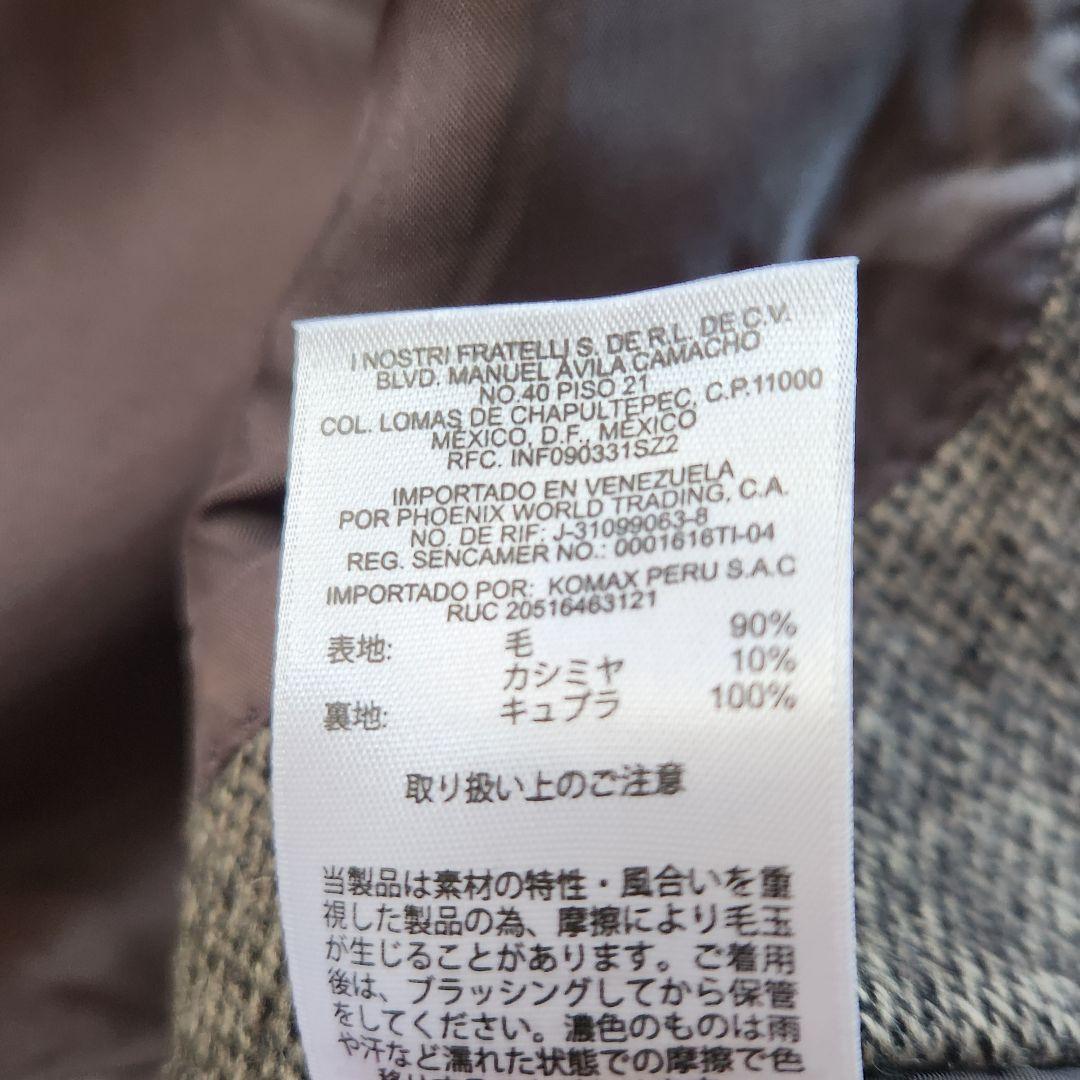 I NOSTRI FRATELLI S. DE R.L. DE C.V.
BLVD. MANUEL ÁVILA CAMACHO
NO.40 PISO 21
COL. LOMAS DE CHAPULTEPEC, C.P.11000
MÉXICO, D.F., MÉXICO
RFC. INF090331SZ2
IMPORTADO EN VENEZUELA
POR PHOENIX WORLD TRADING, C.A.
NO. DE RIF: J-31099063-8
REG. SENCAMER NO.: 0001616TI-04
IMPORTADO POR: KOMAX PERU S.A.C
RUC 20516463121
表地: 毛 90%
カシミヤ 10%
裏地: キュプラ 100%
取り扱い上のご注意
当製品は素材の特性・風合いを重
視した製品の為、摩擦により毛玉
が生じることがあります。ご着用
後は、ブラッシングしてから保管
をしてください。濃色のものは雨
や汗など濡れた状態での摩擦で色